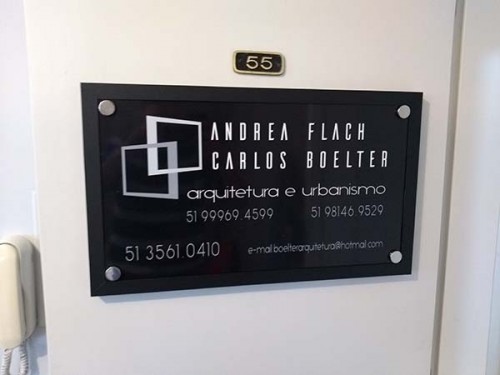 55
ANDREA FLACH
CARLOS BOELTER
arquitetura e urbanismo
51 99969.4599 51 98146.9529
51 3561.0410 e-mail:boelterarquitetura@hotmail.com